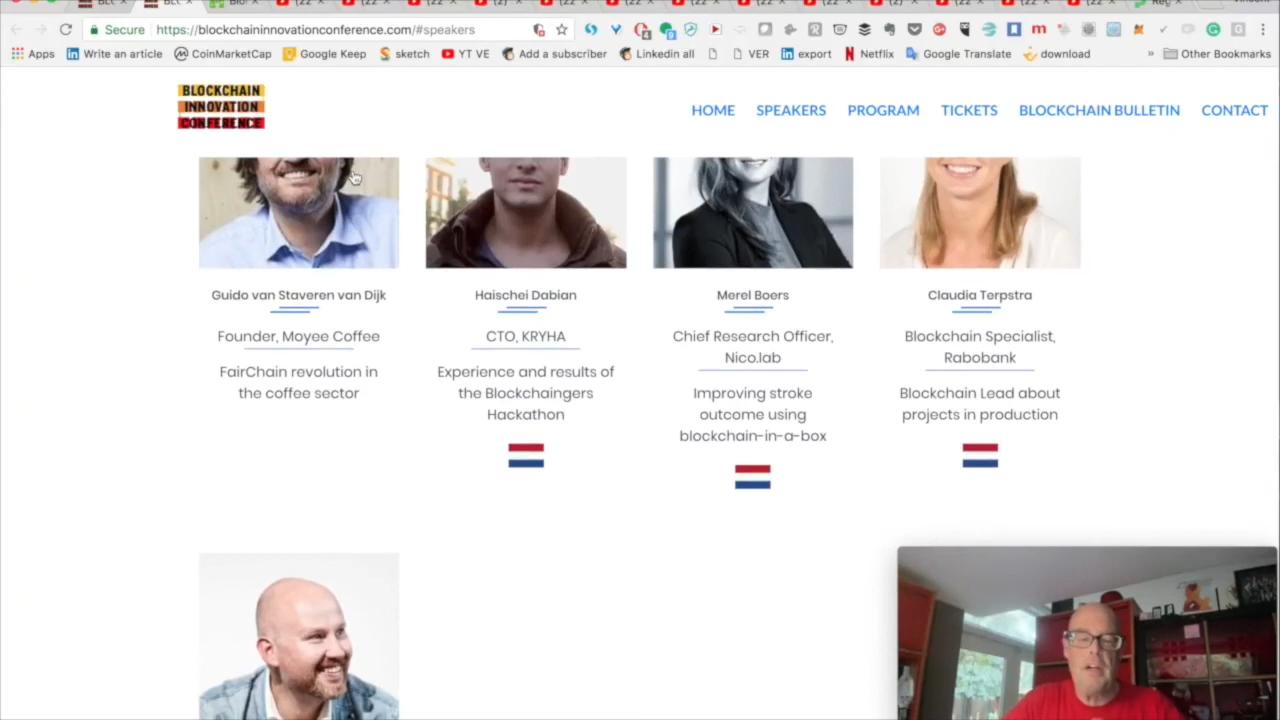 Secure https://blockchaininnovationconference.com/#speakers
Apps Write an article CoinMarketCap Google Keep sketch YT VE Add a subscriber Linkedin all VER export Netflix Google Translate download » Other Bookmarks
BLOCKCHAIN
INNOVATION
CONFERENCE
HOME SPEAKERS PROGRAM TICKETS BLOCKCHAIN BULLETIN CONTACT
Guido van Staveren van Dijk
Founder, Moyee Coffee
FairChain revolution in
the coffee sector
Haischei Dabian
CTO, KRYHA
Experience and results of
the Blockchaingers
Hackathon
Merel Boers
Chief Research Officer,
Nico.lab
Improving stroke
outcome using
blockchain-in-a-box
Claudia Terpstra
Blockchain Specialist,
Rabobank
Blockchain Lead about
projects in production